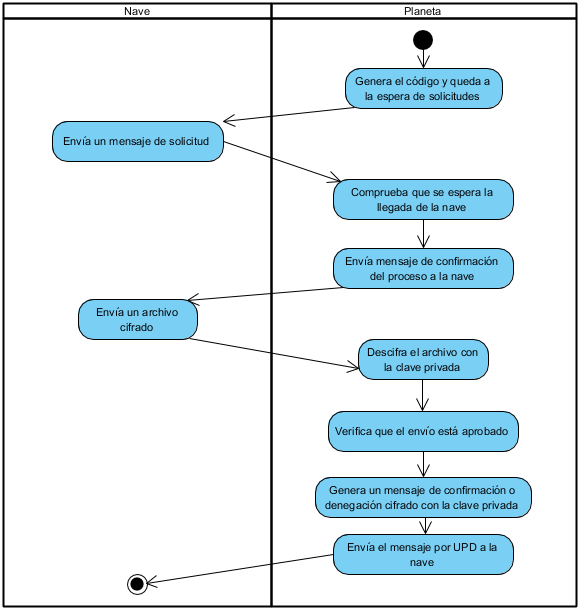 Nave
Planeta
Genera el código y queda a
la espera de solicitudes
Envía un mensaje de solicitud
Comprueba que se espera la
llegada de la nave
Envía mensaje de confirmación
del proceso a la nave
Envía un archivo
cifrado
Descifra el archivo con
la clave privada
Verifica que el envío está aprobado
Genera un mensaje de confirmación o
denegación cifrado con la clave privada
Envía el mensaje por UPD a la
nave